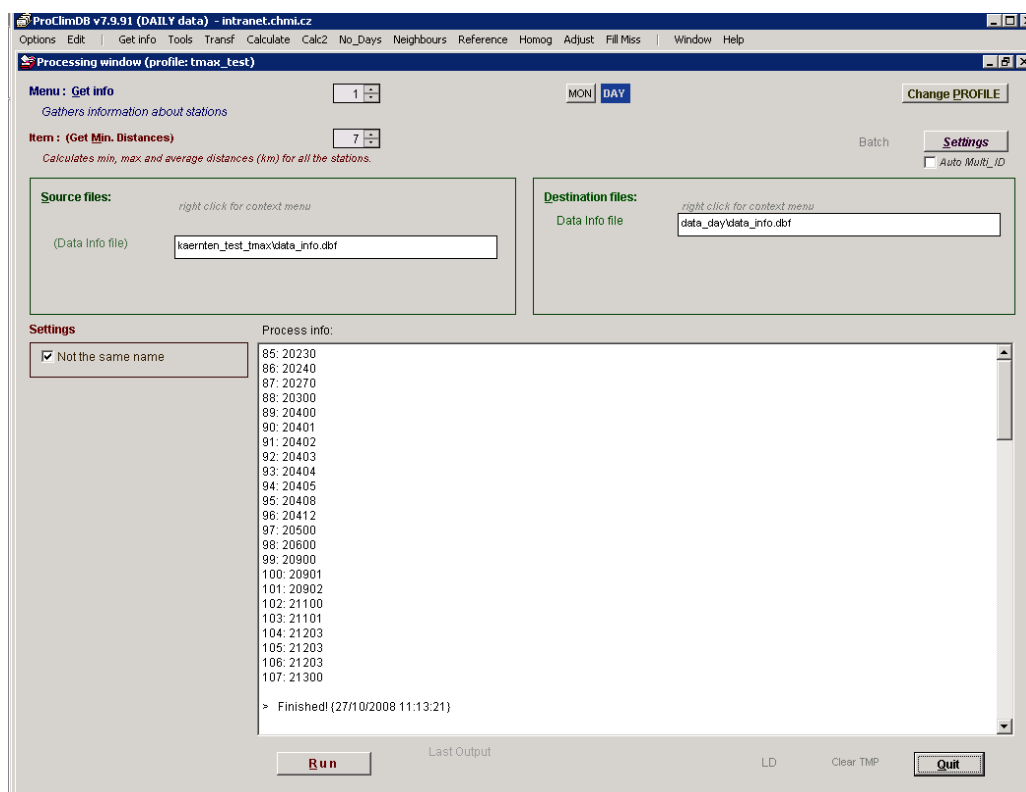 ProClimDB v7.9.91 (DAILY data) - intranet.chmi.cz
Options Edit | Get info Tools Transf Calculate Calc2 No_Days Neighbours Reference Homog Adjust Fill Miss | Window Help
Processing window (profile: tmax_test)
Menu : Get info 1 MON DAY Change PROFILE
Gathers information about stations
Item : (Get Min. Distances) 7 Batch Settings
Calculates min, max and average distances (km) for all the stations. Auto Multi_ID
Source files: right click for context menu
(Data Info file) kaernten_test_tmax\data_info.dbf
Destination files: right click for context menu
Data Info file data_day\data_info.dbf
Settings
Not the same name
Process info:
85: 20230
86: 20240
87: 20270
88: 20300
89: 20400
90: 20401
91: 20402
92: 20403
93: 20404
94: 20405
95: 20408
96: 20412
97: 20500
98: 20600
99: 20900
100: 20901
101: 20902
102: 21100
103: 21101
104: 21203
105: 21203
106: 21203
107: 21300
> Finished! {27/10/2008 11:13:21}
Run Last Output LD Clear TMP Quit